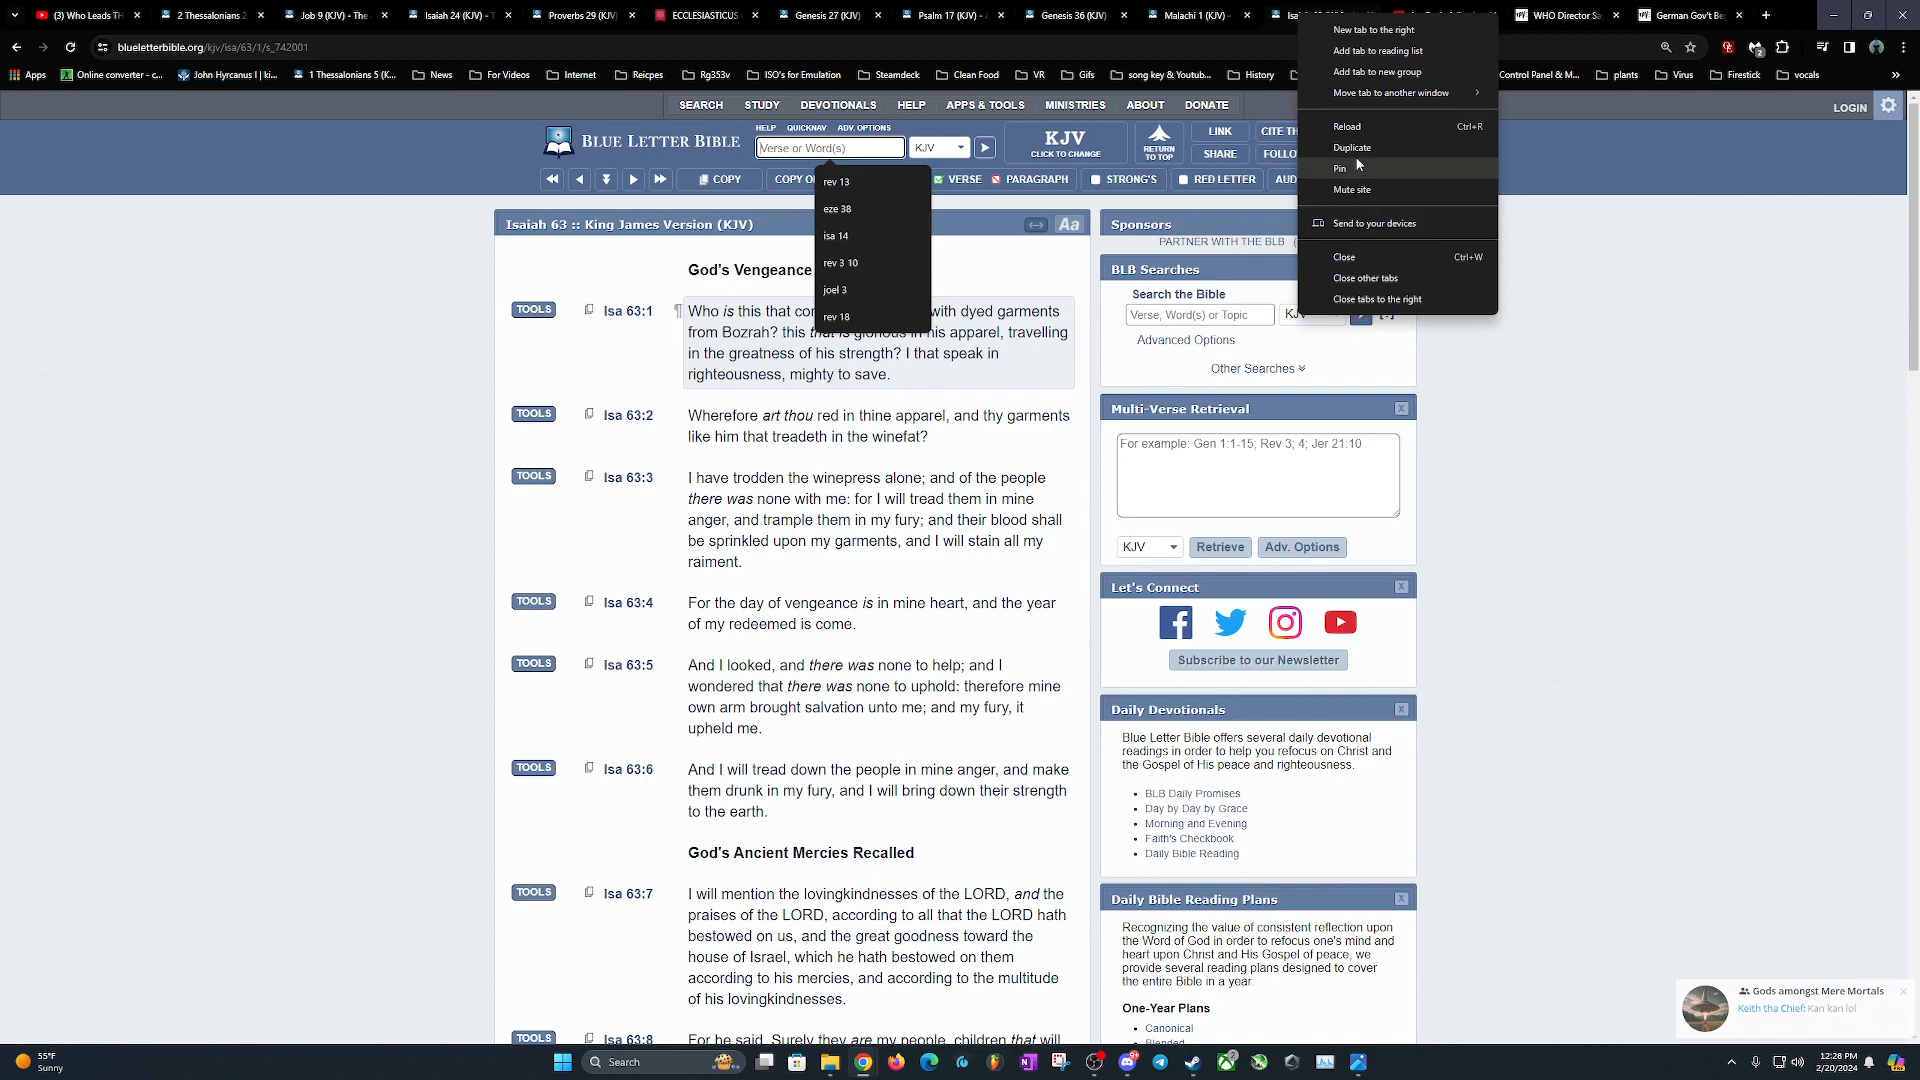 (3) Who Leads Th
2 Thessalonians 2
Job 9 (KJV) - The
Isaiah 24 (KJV) - T
Proverbs 29 (KJV)
ECCLESIASTICUS
Genesis 27 (KJV)
Psalm 17 (KJV) -
Genesis 36 (KJV)
Malachi 1 (KJV) -
WHO Director Sa
German Gov't Be
blueletterbible.org/kjv/isa/63/1/s_742001
Apps
Online converter - c...
John Hyrcanus I | ki...
1 Thessalonians 5 (K...
News
For Videos
Internet
Reicpes
Rg353v
ISO's for Emulation
Steamdeck
Clean Food
VR
Gifs
song key & Youtub...
History
Control Panel & M...
plants
Virus
Firestick
vocals
New tab to the right
Add tab to reading list
Add tab to new group
Move tab to another window
Reload Ctrl+R
Duplicate
Pin
Mute site
Send to your devices
Close Ctrl+W
Close other tabs
Close tabs to the right
SEARCH STUDY DEVOTIONALS HELP APPS & TOOLS MINISTRIES ABOUT DONATE
LOGIN
BLUE LETTER BIBLE
HELP QUICKNAV ADV. OPTIONS
Verse or Word(s)
KJV
KJV
CLICK TO CHANGE
RETURN
TO TOP
LINK
CITE TH
SHARE
FOLLO
COPY
COPY O
VERSE
PARAGRAPH
STRONG'S
RED LETTER
AUD
rev 13
eze 38
isa 14
rev 3 10
joel 3
rev 18
Isaiah 63 :: King James Version (KJV)
Aa
God's Vengeance
TOOLS Isa 63:1 ¶ Who is this that co with dyed garments
from Bozrah? this that is glorious in his apparel, travelling
in the greatness of his strength? I that speak in
righteousness, mighty to save.
TOOLS Isa 63:2 Wherefore art thou red in thine apparel, and thy garments
like him that treadeth in the winefat?
TOOLS Isa 63:3 I have trodden the winepress alone; and of the people
there was none with me: for I will tread them in mine
anger, and trample them in my fury; and their blood shall
be sprinkled upon my garments, and I will stain all my
raiment.
TOOLS Isa 63:4 For the day of vengeance is in mine heart, and the year
of my redeemed is come.
TOOLS Isa 63:5 And I looked, and there was none to help; and I
wondered that there was none to uphold: therefore mine
own arm brought salvation unto me; and my fury, it
upheld me.
TOOLS Isa 63:6 And I will tread down the people in mine anger, and make
them drunk in my fury, and I will bring down their strength
to the earth.
God's Ancient Mercies Recalled
TOOLS Isa 63:7 I will mention the lovingkindnesses of the LORD, and the
praises of the LORD, according to all that the LORD hath
bestowed on us, and the great goodness toward the
house of Israel, which he hath bestowed on them
according to his mercies, and according to the multitude
of his lovingkindnesses.
TOOLS Isa 63:8 For he said, Surely they are my people, children that will
Sponsors
PARTNER WITH THE BLB
BLB Searches
Search the Bible
Verse, Word(s) or Topic
KJV
[?]
Advanced Options
Other Searches
Multi-Verse Retrieval X
For example: Gen 1:1-15; Rev 3; 4; Jer 21:10
KJV
Retrieve
Adv. Options
Let's Connect X
Subscribe to our Newsletter
Daily Devotionals X
Blue Letter Bible offers several daily devotional
readings in order to help you refocus on Christ and
the Gospel of His peace and righteousness.
BLB Daily Promises
Day by Day by Grace
Morning and Evening
Faith's Checkbook
Daily Bible Reading
Daily Bible Reading Plans X
Recognizing the value of consistent reflection upon
the Word of God in order to refocus one's mind and
heart upon Christ and His Gospel of peace, we
provide several reading plans designed to cover
the entire Bible in a year.
One-Year Plans
Canonical
Blended
Gods amongst Mere Mortals
Keith tha Chief: Kan kan lol
55°F
Sunny
Search
12:28 PM
2/20/2024